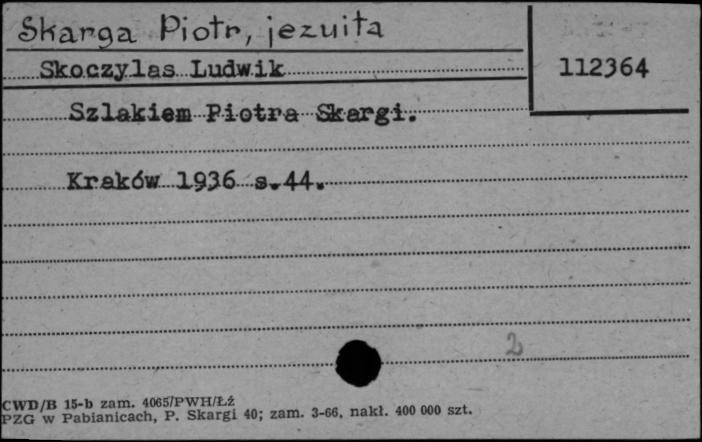 Skarga Piotr, jezuita
Skoczylas Ludwik
112364
Szlakiem Piotra Skargi.
Kraków 1936 s.44.
2
CWD/B 15-b zam. 4065/PWH/Łż
PZG w Pabianicach, P. Skargi 40; zam. 3-66, nakł. 400 000 szt.